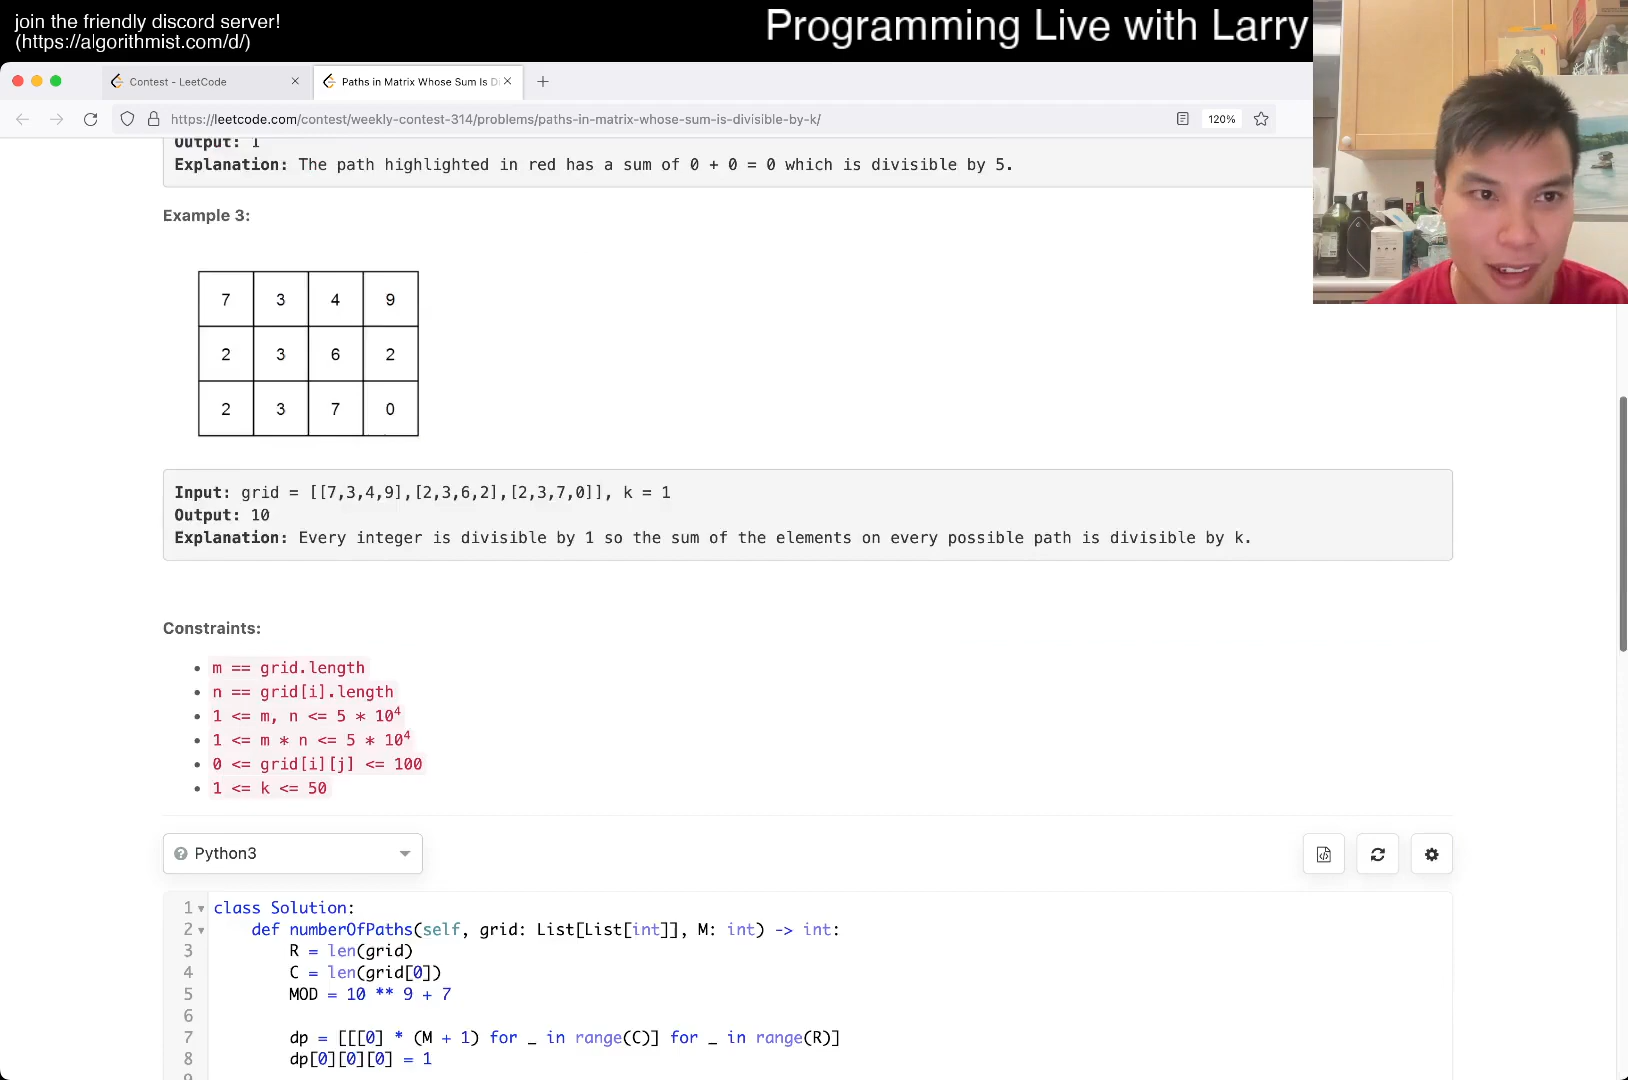 join the friendly discord server!
(https://algorithmist.com/d/)
Programming Live with Larry
Contest - LeetCode
Paths in Matrix Whose Sum Is Di
https://leetcode.com/contest/weekly-contest-314/problems/paths-in-matrix-whose-sum-is-divisible-by-k/
120%
Output: 1
Explanation: The path highlighted in red has a sum of 0 + 0 = 0 which is divisible by 5.
Example 3:
7 3 4 9
2 3 6 2
2 3 7 0
Input: grid = [[7,3,4,9],[2,3,6,2],[2,3,7,0]], k = 1
Output: 10
Explanation: Every integer is divisible by 1 so the sum of the elements on every possible path is divisible by k.
Constraints:
• m == grid.length
• n == grid[i].length
• 1 <= m, n <= 5 * 10⁴
• 1 <= m * n <= 5 * 10⁴
• 0 <= grid[i][j] <= 100
• 1 <= k <= 50
Python3
1 class Solution:
2 def numberOfPaths(self, grid: List[List[int]], M: int) -> int:
3 R = len(grid)
4 C = len(grid[0])
5 MOD = 10 ** 9 + 7
6
7 dp = [[[0] * (M + 1) for _ in range(C)] for _ in range(R)]
8 dp[0][0][0] = 1
9